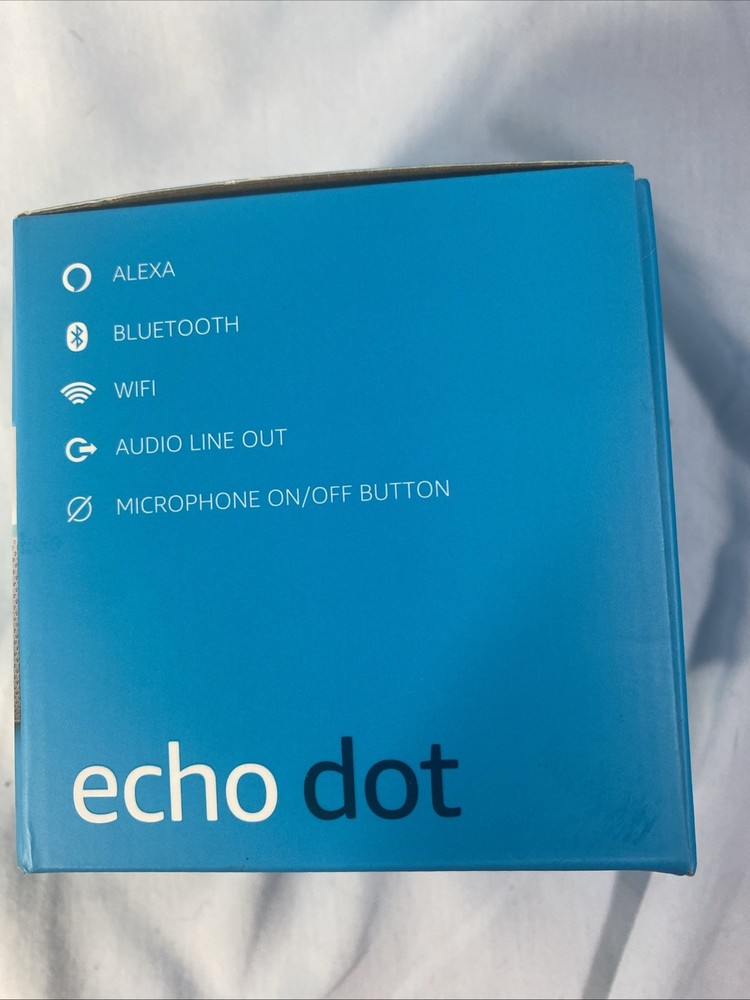 ALEXA
BLUETOOTH
WIFI
AUDIO LINE OUT
MICROPHONE ON/OFF BUTTON
echo dot